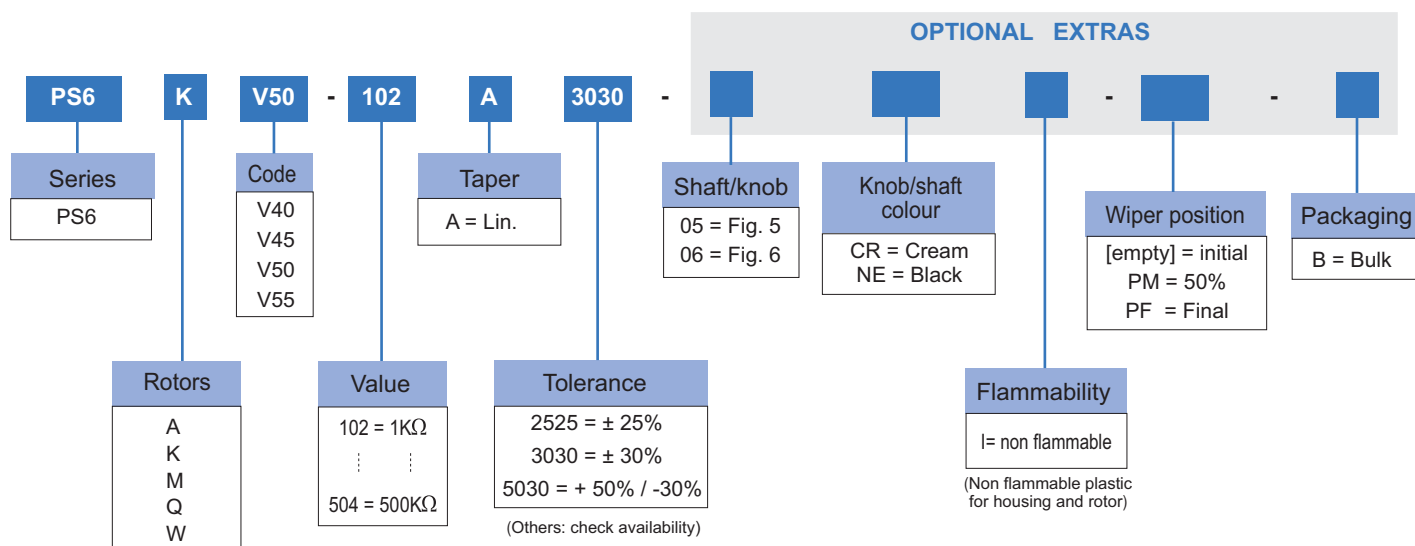 OPTIONAL EXTRAS
PS6 K V50 - 102 A 3030 - - -
Series
PS6
Code
V40
V45
V50
V55
Taper
A = Lin.
Shaft/knob
05 = Fig. 5
06 = Fig. 6
Knob/shaft
colour
CR = Cream
NE = Black
Wiper position
[empty] = initial
PM = 50%
PF = Final
Packaging
B = Bulk
Rotors
A
K
M
Q
W
Value
102 = 1KΩ
504 = 500KΩ
Tolerance
2525 = ± 25%
3030 = ± 30%
5030 = + 50% / -30%
(Others: check availability)
Flammability
I= non flammable
(Non flammable plastic
for housing and rotor)